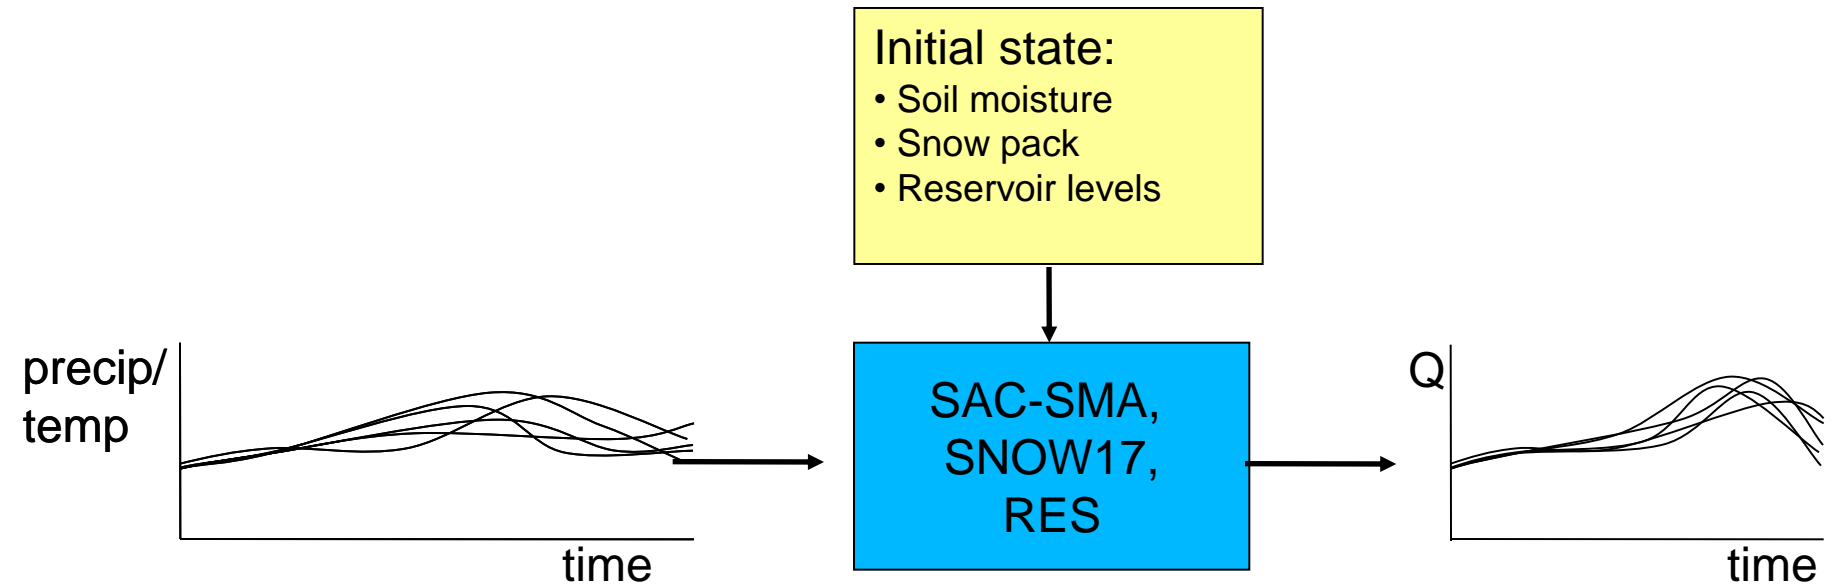 Initial state:
• Soil moisture
• Snow pack
• Reservoir levels
precip/
temp
time
SAC-SMA,
SNOW17,
RES
Q
time